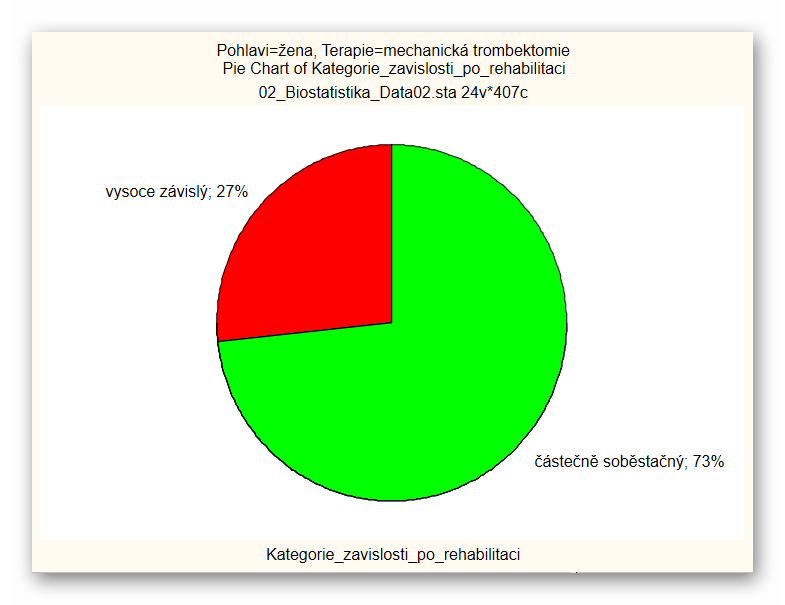 Pohlavi=žena, Terapie=mechanická trombektomie
Pie Chart of Kategorie_zavislosti_po_rehabilitaci
02_Biostatistika_Data02.sta 24v*407c
vysoce závislý; 27%
částečně soběstačný; 73%
Kategorie_zavislosti_po_rehabilitaci